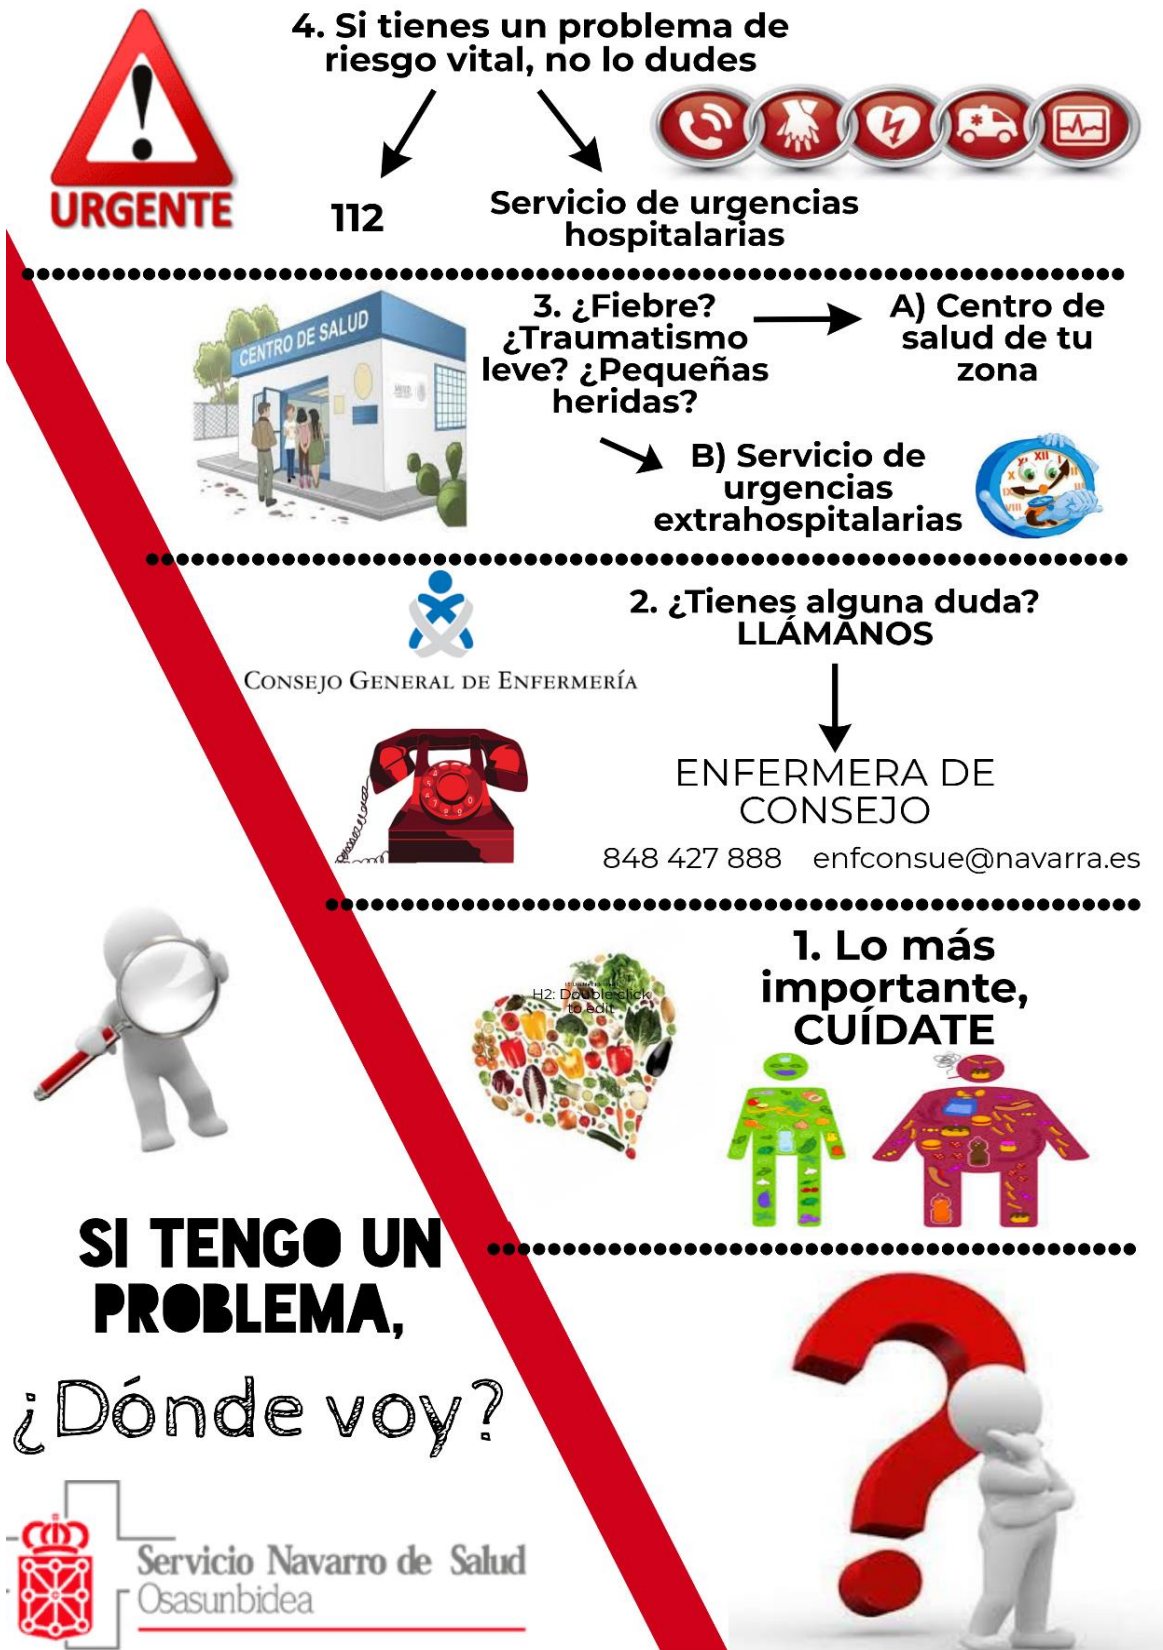 4. Si tienes un problema de
riesgo vital, no lo dudes
URGENTE
112
Servicio de urgencias
hospitalarias
CENTRO DE SALUD
3. ¿Fiebre?
¿Traumatismo
leve? ¿Pequeñas
heridas?
A) Centro de
salud de tu
zona
B) Servicio de
urgencias
extrahospitalarias
2. ¿Tienes alguna duda?
LLÁMANOS
CONSEJO GENERAL DE ENFERMERÍA
ENFERMERA DE
CONSEJO
848 427 888 enfconsue@navarra.es
1. Lo más
importante,
CUÍDATE
H2: Double click
to edit
SI TENGO UN
PROBLEMA,
¿Dónde voy?
Servicio Navarro de Salud
Osasunbidea